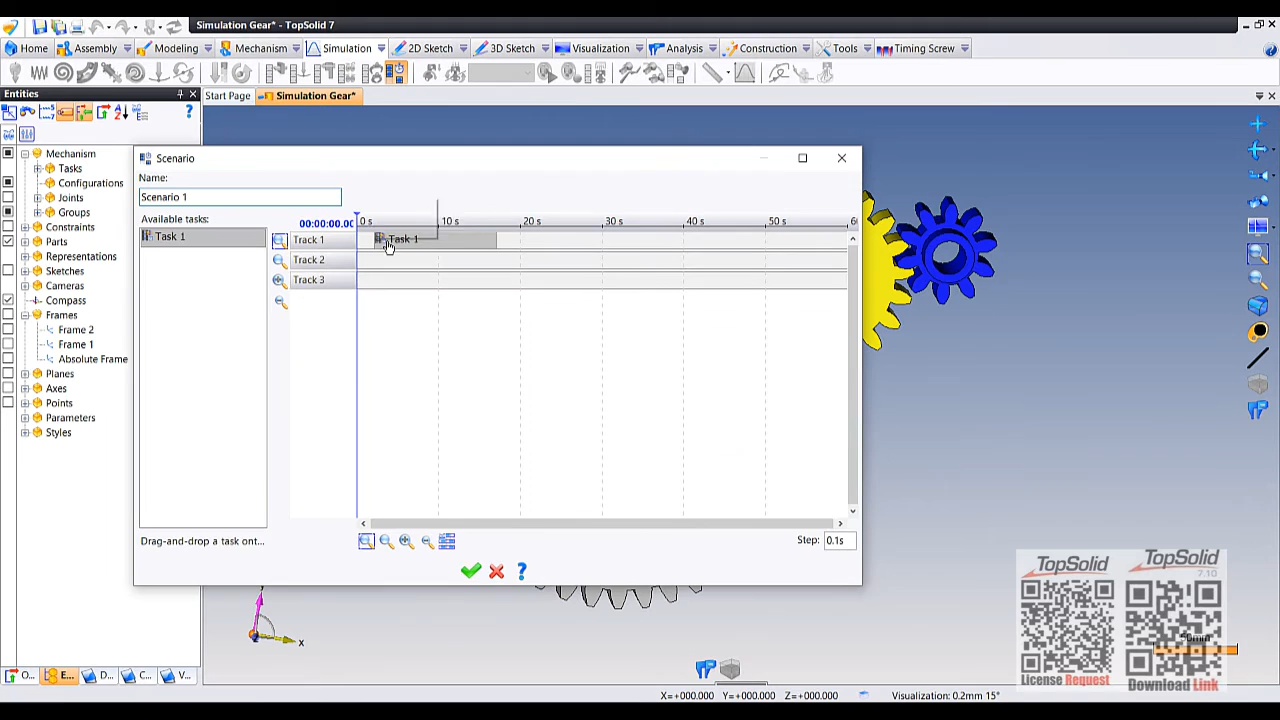 Simulation Gear* - TopSolid 7
Home
Assembly
Modeling
Mechanism
Simulation
2D Sketch
3D Sketch
Visualization
Analysis
Construction
Tools
Timing Screw
Entities
Start Page
Simulation Gear*
Mechanism
Tasks
Configurations
Joints
Groups
Constraints
Parts
Representations
Sketches
Cameras
Compass
Frames
Frame 2
Frame 1
Absolute Frame
Planes
Axes
Points
Parameters
Styles
O...
E...
D...
C...
V...
Scenario
Name:
Scenario 1
Available tasks:
Task 1
00:00:00.00
0 s
10 s
20 s
30 s
40 s
50 s
Track 1
Task 1
Track 2
Track 3
Drag-and-drop a task ont...
Step: 0.1s
x
TopSolid
License Request
TopSolid
7.10
Download Link
50mm
X=+000.000 Y=+000.000 Z=+000.000
Visualization: 0.2mm 15°